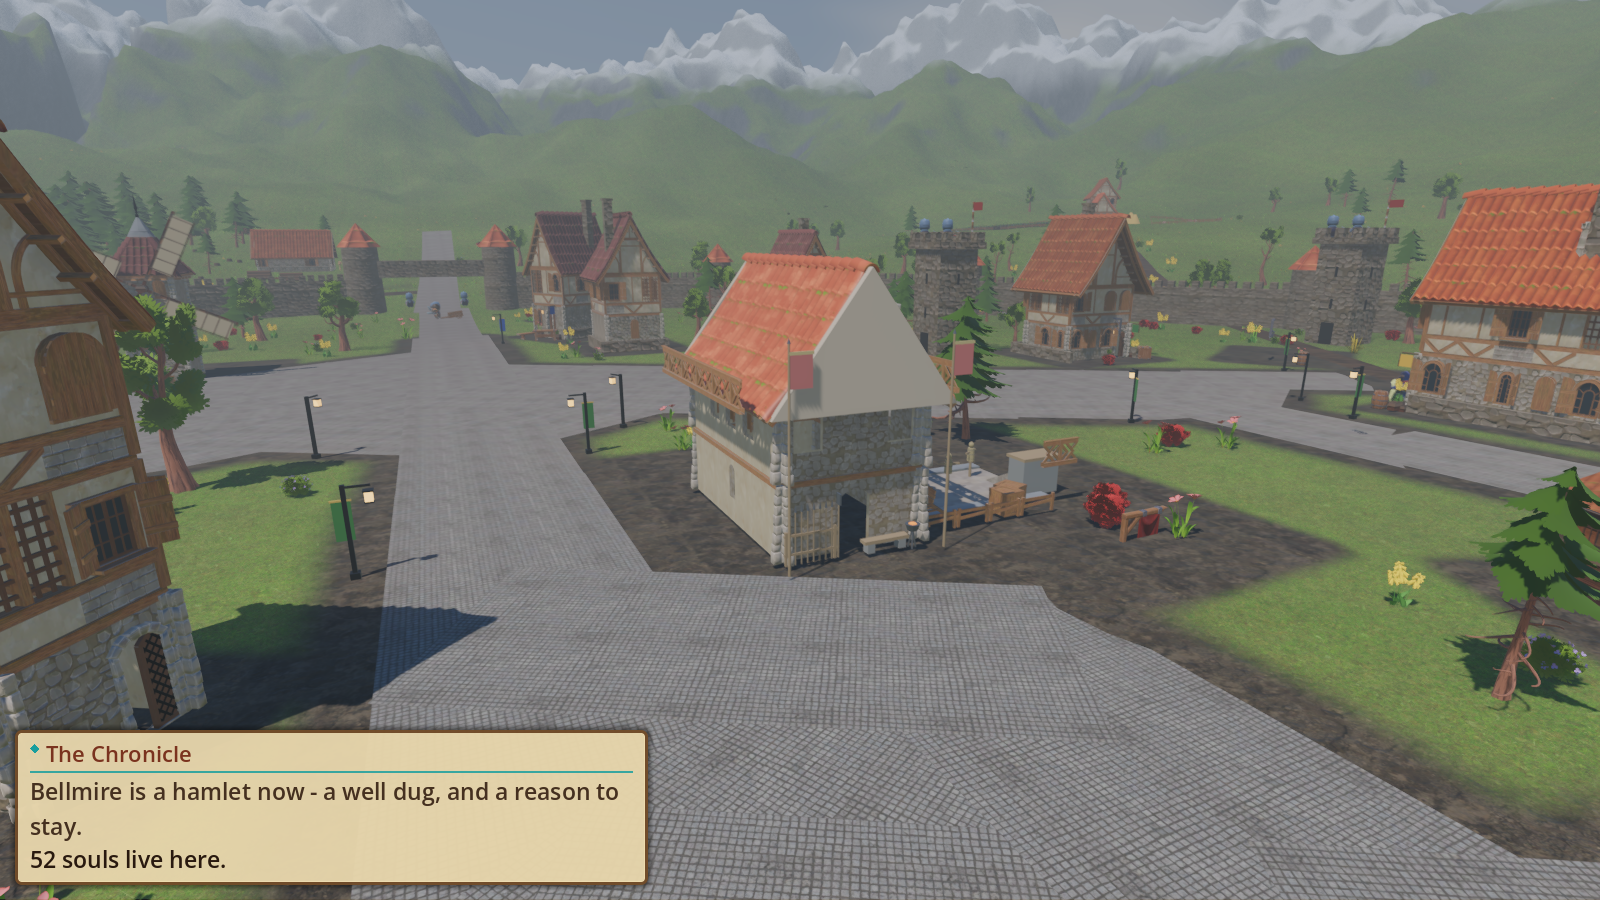 The Chronicle
Bellmire is a hamlet now - a well dug, and a reason to
stay.
52 souls live here.